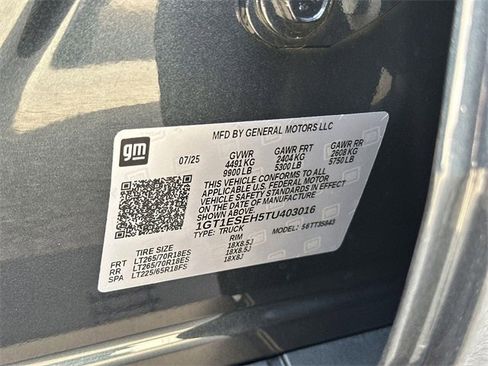 MFD BY GENERAL MOTORS LLC
gm
07/25 GVWR GAWR FRT GAWR RR
4491 KG 2404 KG 2608 KG
9900 LB 5300 LB 5750 LB
THIS VEHICLE CONFORMS TO ALL
APPLICABLE U.S. FEDERAL MOTOR
VEHICLE SAFETY STANDARDS IN EFFECT
ON THE DATE OF MANUFACTURE SHOWN ABOVE.
1GT1ESEH5TU403016
TYPE: TRUCK MODEL:
TIRE SIZE RIM
FRT LT265/70R18ES 18X8.5J
RR LT265/70R18ES 18X8.5J
SPA LT225/65R18FS 18X8J